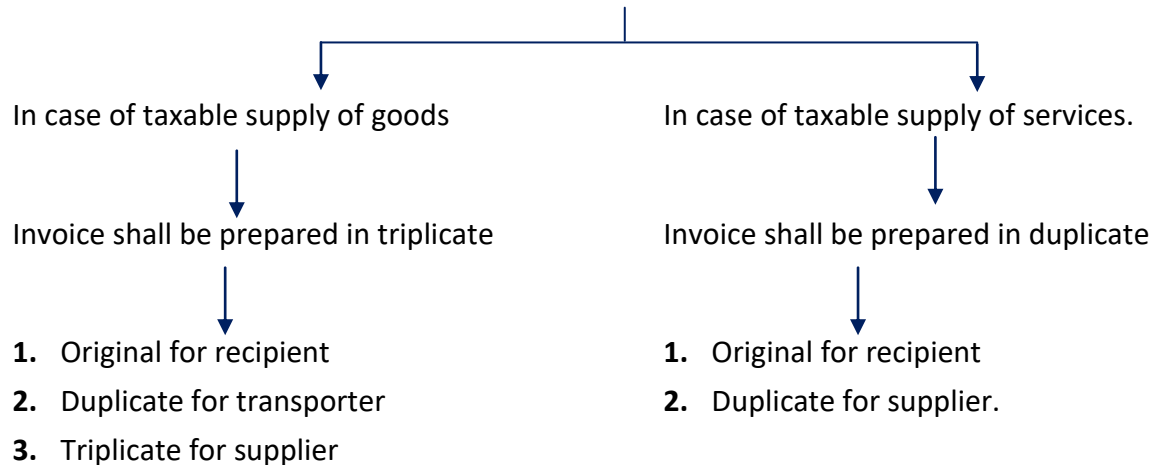 In case of taxable supply of goods
Invoice shall be prepared in triplicate
1. Original for recipient
2. Duplicate for transporter
3. Triplicate for supplier
In case of taxable supply of services.
Invoice shall be prepared in duplicate
1. Original for recipient
2. Duplicate for supplier.